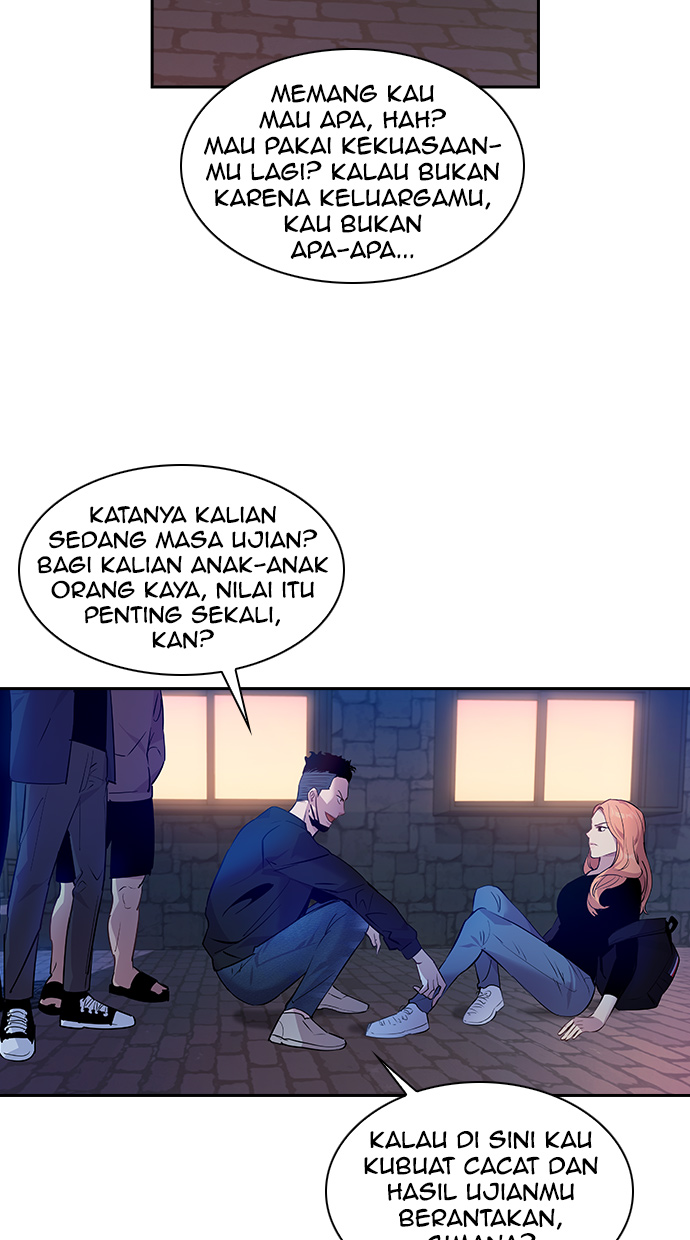 MEMANG KAU
MAU APA, HAH?
MAU PAKAI KEKUASAAN-
MU LAGI? KALAU BUKAN
KARENA KELUARGAMU,
KAU BUKAN
APA-APA...
KATANYA KALIAN
SEDANG MASA UJIAN?
BAGI KALIAN ANAK-ANAK
ORANG KAYA, NILAI ITU
PENTING SEKALI,
KAN?
KALAU DI SINI KAU
KUBUAT CACAT DAN
HASIL UJIANMU
BERANTAKAN,
GIMANA?